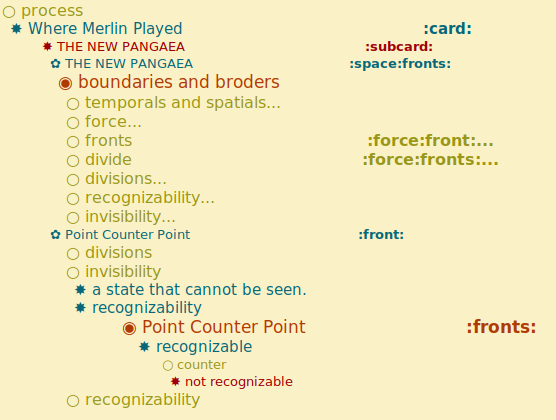 ○ process
✸ Where Merlin Played :card:
✸ THE NEW PANGAEA :subcard:
✿ THE NEW PANGAEA :space:fronts:
◉ boundaries and broders
○ temporals and spatials...
○ force...
○ fronts :force:front:...
○ divide :force:fronts:...
○ divisions...
○ recognizability...
○ invisibility...
✿ Point Counter Point :front:
○ divisions
○ invisibility
✸ a state that cannot be seen.
✸ recognizability
◉ Point Counter Point :fronts:
✸ recognizable
○ counter
✸ not recognizable
○ recognizability